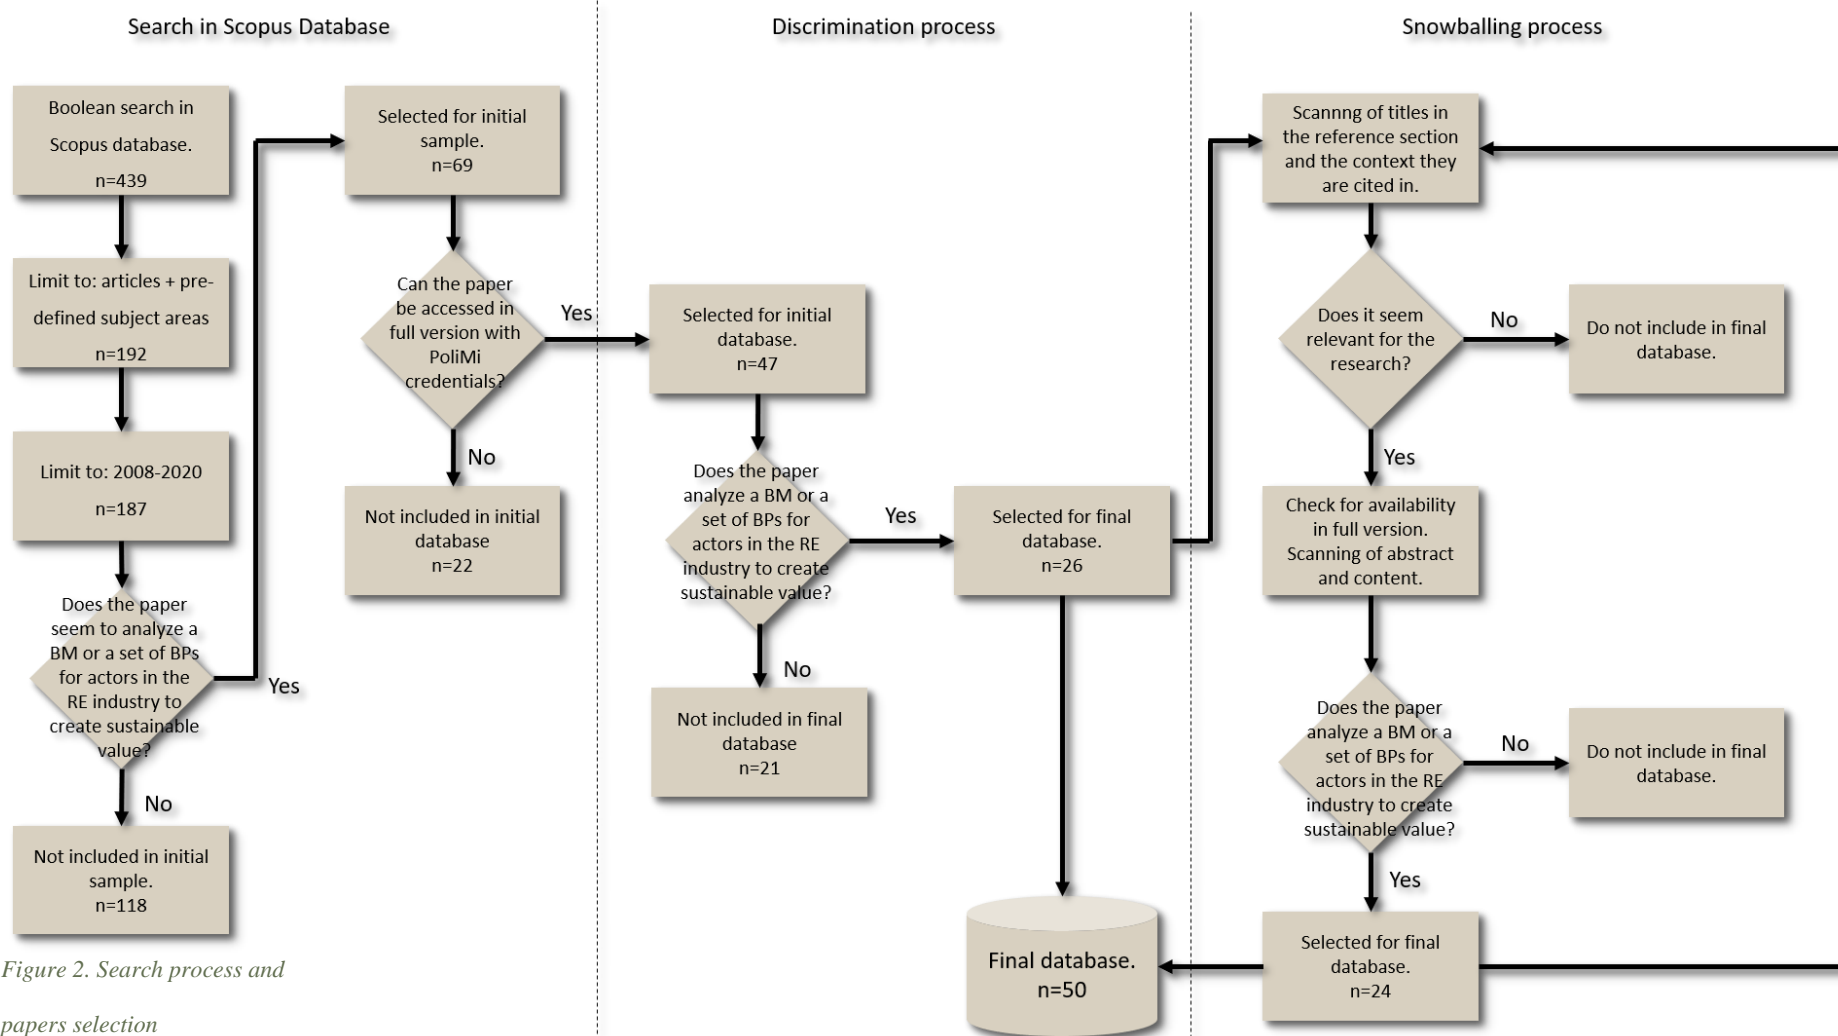 Search in Scopus Database
Boolean search in
Scopus database.
n=439
Limit to: articles + pre-
defined subject areas
n=192
Limit to: 2008-2020
n=187
Does the paper
seem to analyze a
BM or a set of BPs
for actors in the
RE industry to
create sustainable
value?
Yes
No
Not included in initial
sample.
n=118
Selected for initial
sample.
n=69
Can the paper
be accessed in
full version with
PoliMi
credentials?
Yes
No
Not included in initial
database
n=22
Discrimination process
Selected for initial
database.
n=47
Does the paper
analyze a BM or a
set of BPs for
actors in the RE
industry to create
sustainable value?
Yes
No
Not included in final
database
n=21
Selected for final
database.
n=26
Final database.
n=50
Snowballing process
Scannng of titles in
the reference section
and the context they
are cited in.
Does it seem
relevant for the
research?
No
Do not include in final
database.
Yes
Check for availability
in full version.
Scanning of abstract
and content.
Does the paper
analyze a BM or a
set of BPs for
actors in the RE
industry to create
sustainable value?
No
Do not include in final
database.
Yes
Selected for final
database.
n=24
Figure 2. Search process and
papers selection